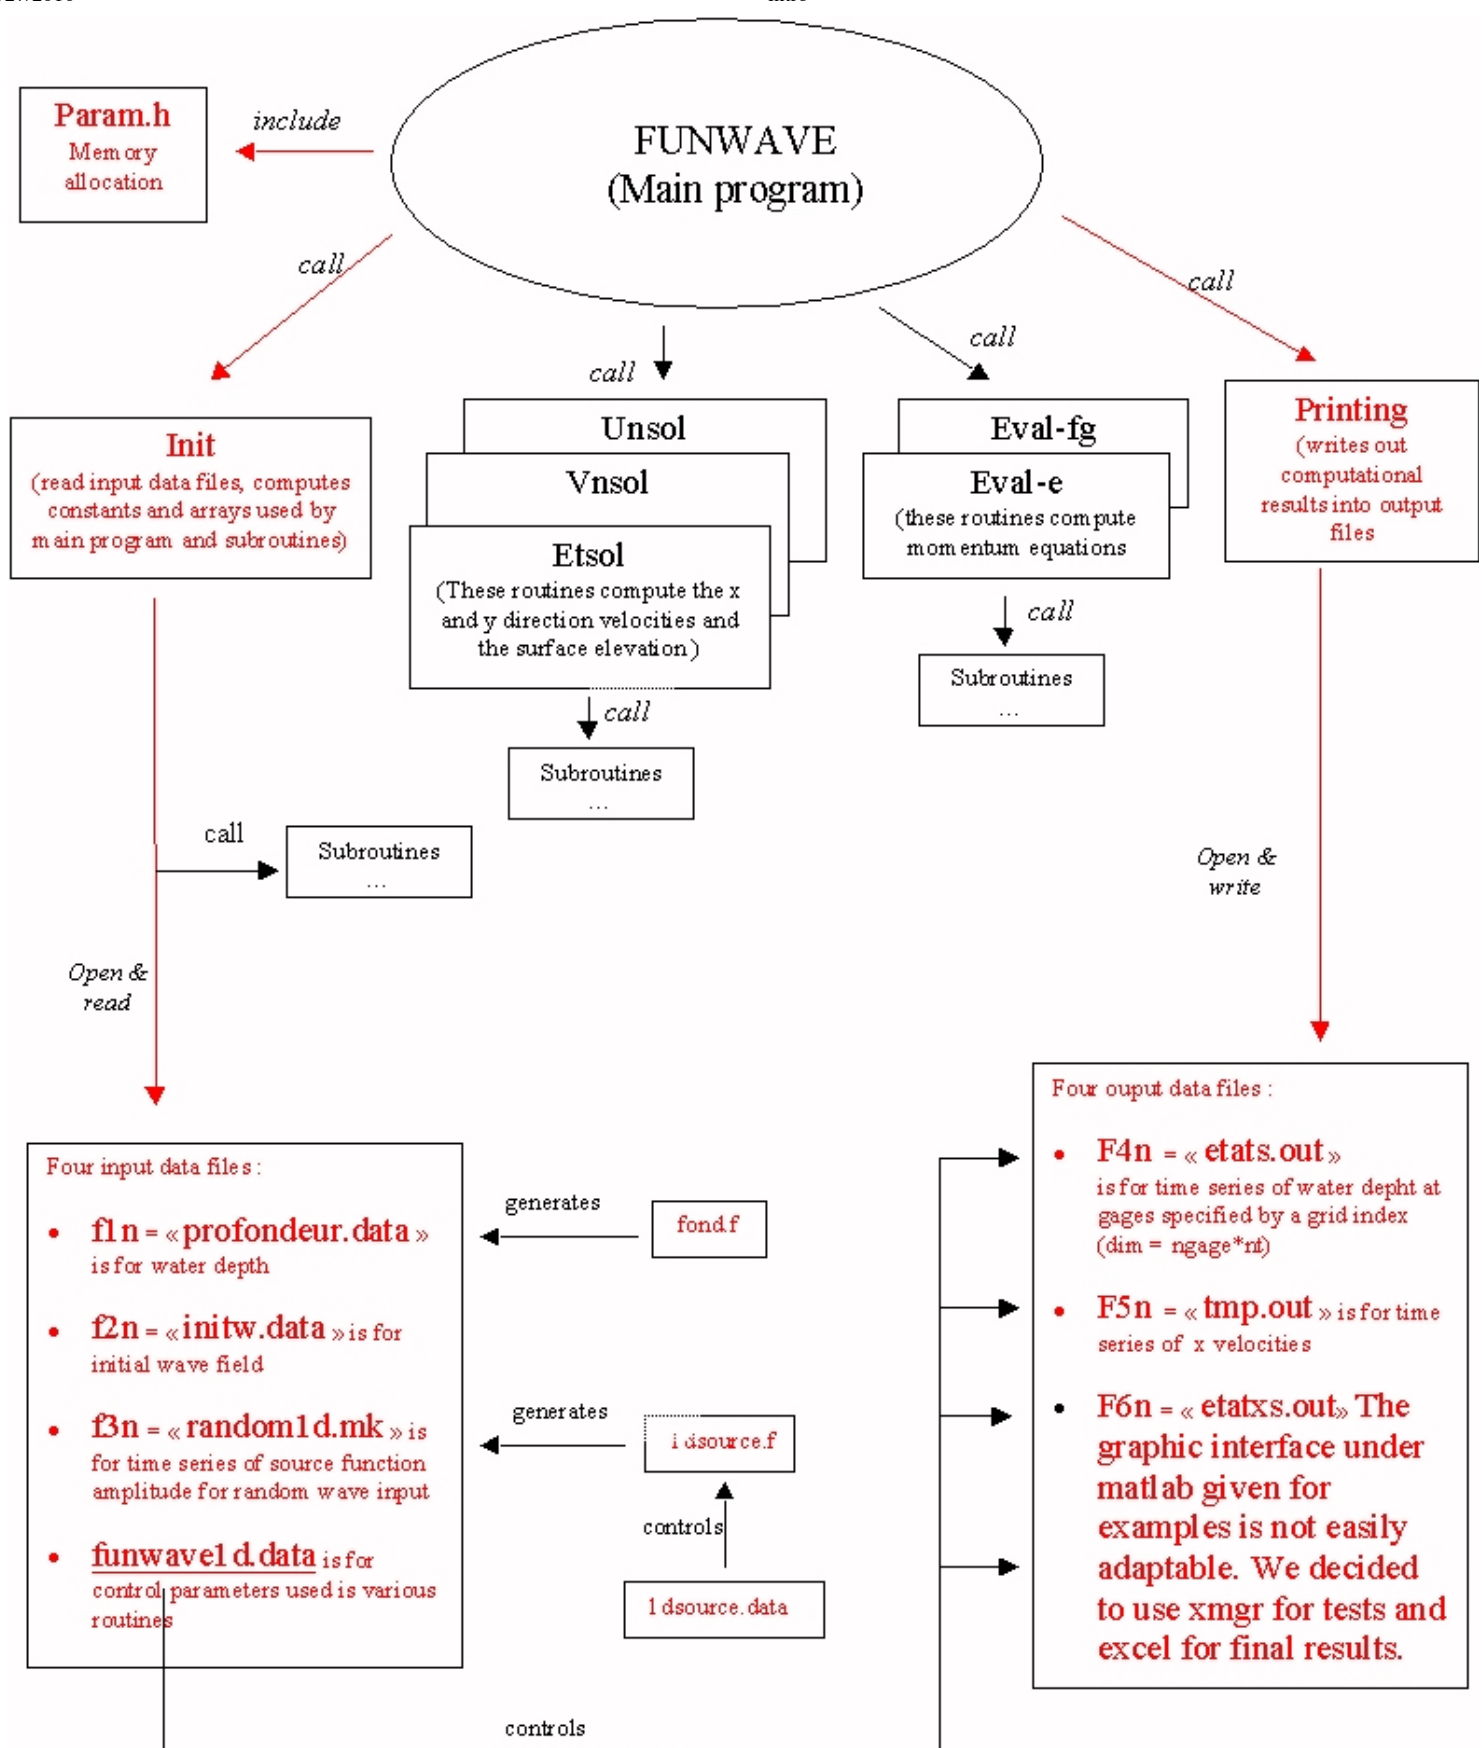 FUNWAVE
(Main program)
Param.h
Memory
allocation
include
call
call
call
call
Init
(read input data files, computes
constants and arrays used by
main program and subroutines)
Unsol
Vnsol
Etsol
(These routines compute the x
and y direction velocities and
the surface elevation)
Eval-fg
Eval-e
(these routines compute
momentum equations
Printing
(writes out
computational
results into output
files
call
Subroutines
...
call
Subroutines
...
call
Subroutines
...
Open &
read
Open &
write
Four input data files :
• f1n = « profondeur.data »
is for water depth
• f2n = « initw.data » is for
initial wave field
• f3n = « random1d.mk » is
for time series of source function
amplitude for random wave input
• funwave1d.data is for
control parameters used is various
routines
generates
fond.f
generates
1dsource.f
controls
1dsource.data
controls
Four ouput data files :
• F4n = « etats.out »
is for time series of water depht at
gages specified by a grid index
(dim = ngage*nt)
• F5n = « tmp.out » is for time
series of x velocities
• F6n = « etatxs.out» The
graphic interface under
matlab given for
examples is not easily
adaptable. We decided
to use xmgr for tests and
excel for final results.